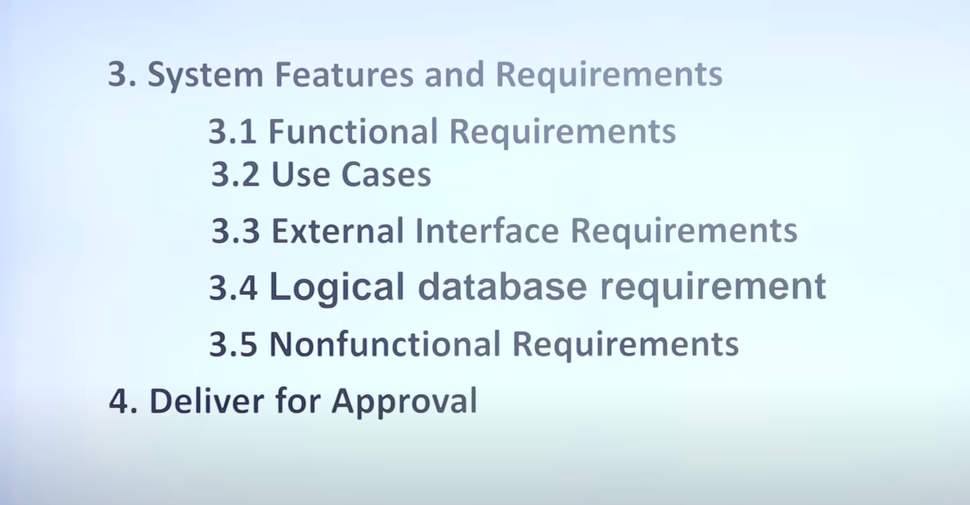 3. System Features and Requirements
3.1 Functional Requirements
3.2 Use Cases
3.3 External Interface Requirements
3.4 Logical database requirement
3.5 Nonfunctional Requirements
4. Deliver for Approval